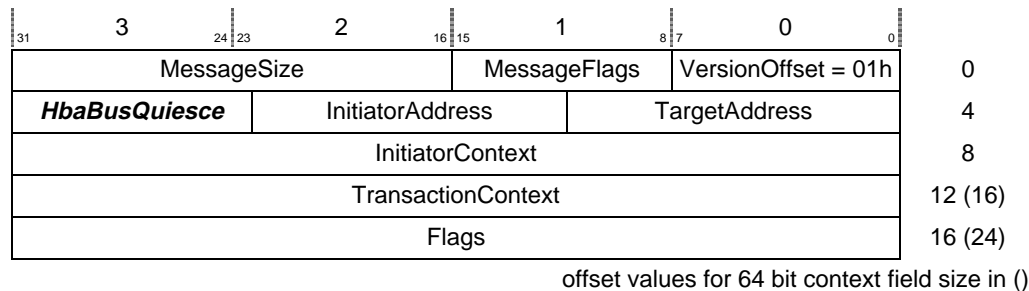 3 2 1 0
31 24 23 16 15 8 7 0
MessageSize MessageFlags VersionOffset = 01h 0
HbaBusQuiesce InitiatorAddress TargetAddress 4
InitiatorContext 8
TransactionContext 12 (16)
Flags 16 (24)
offset values for 64 bit context field size in ()